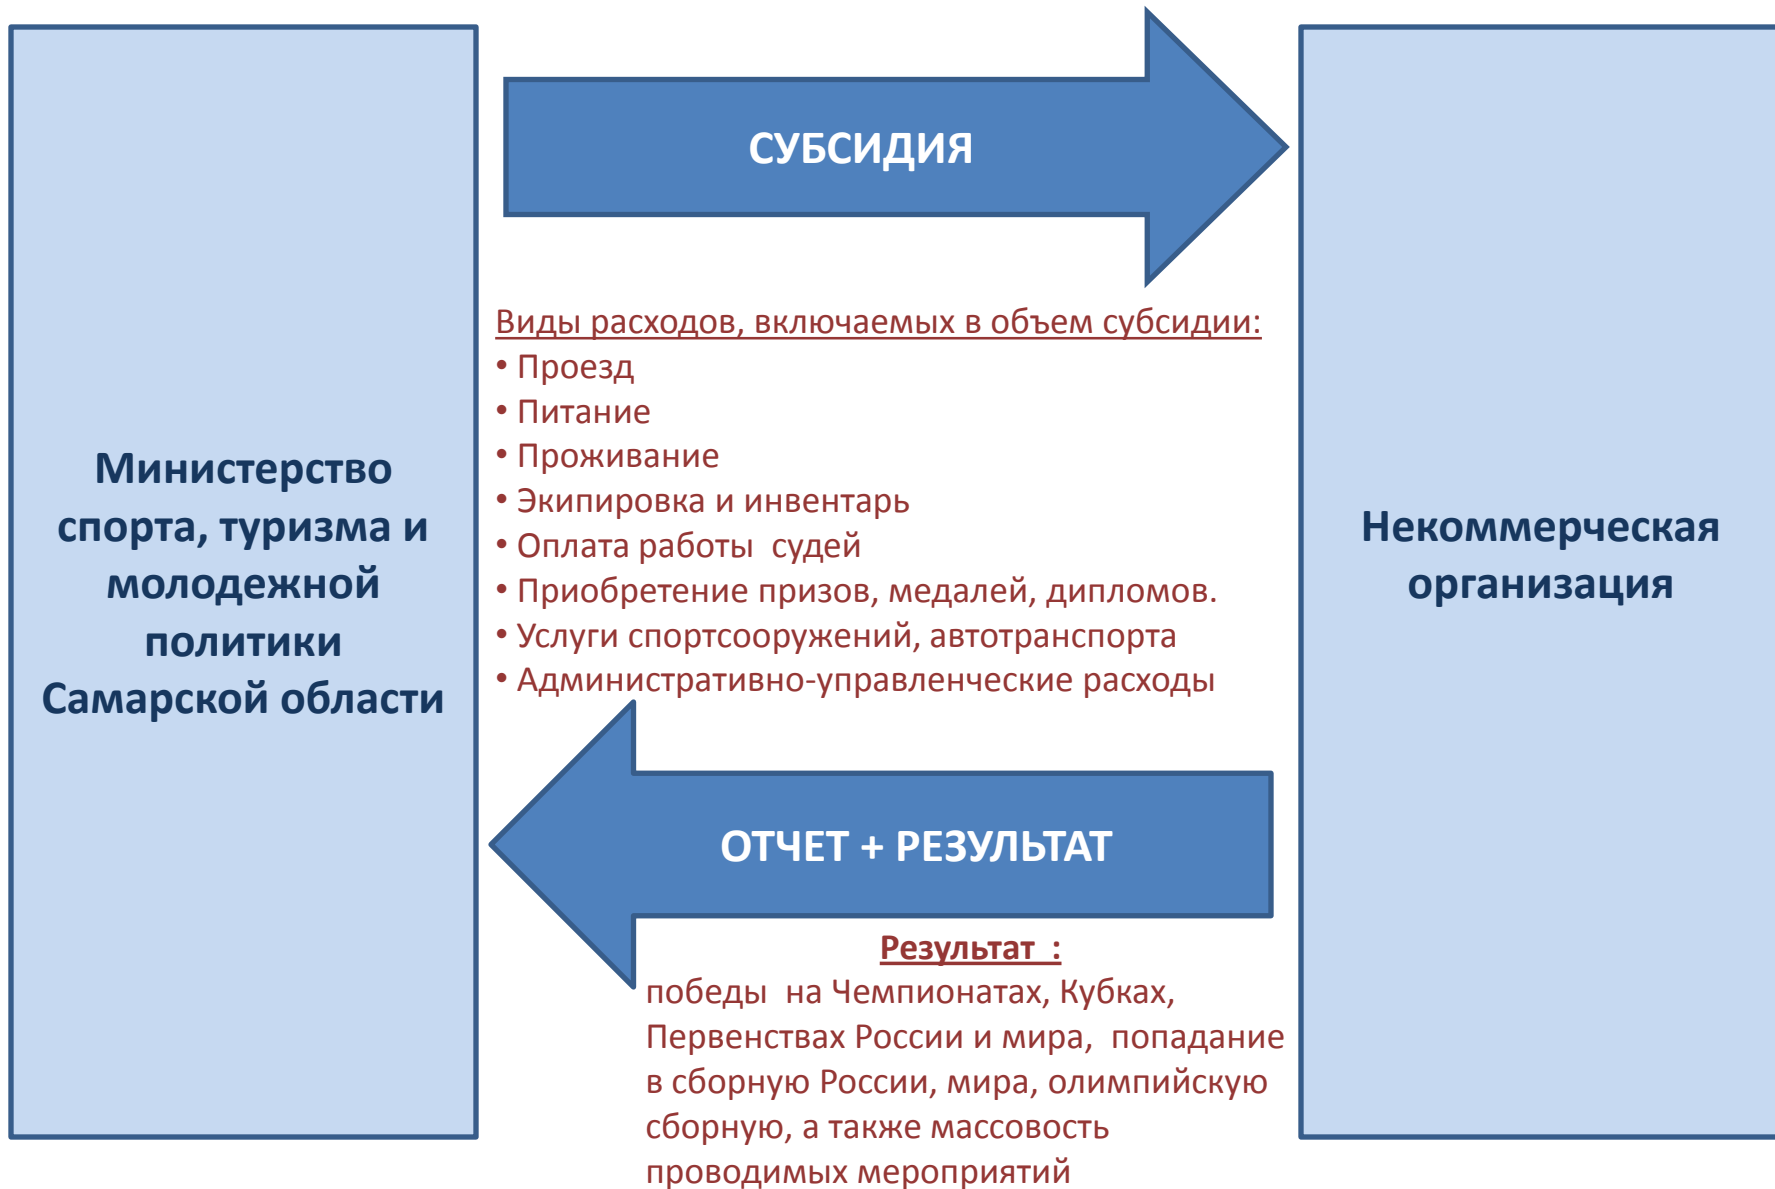 Министерство
спорта, туризма и
молодежной
политики
Самарской области
СУБСИДИЯ
Виды расходов, включаемых в объем субсидии:
• Проезд
• Питание
• Проживание
• Экипировка и инвентарь
• Оплата работы судей
• Приобретение призов, медалей, дипломов.
• Услуги спортсооружений, автотранспорта
• Административно-управленческие расходы
ОТЧЕТ + РЕЗУЛЬТАТ
Результат :
победы на Чемпионатах, Кубках,
Первенствах России и мира, попадание
в сборную России, мира, олимпийскую
сборную, а также массовость
проводимых мероприятий
Некоммерческая
организация